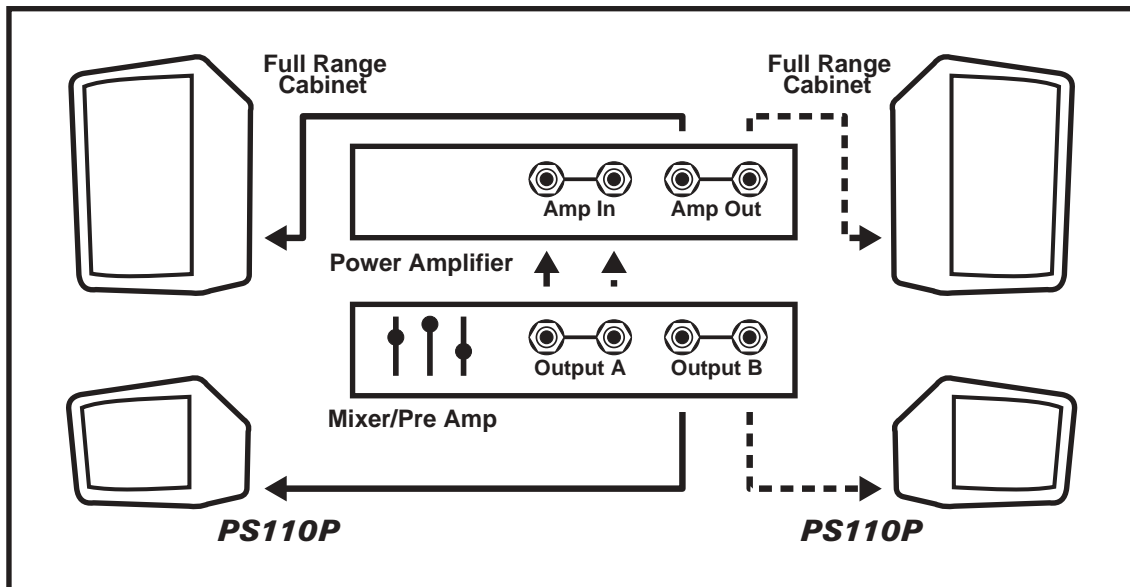 Full Range
Cabinet
Full Range
Cabinet
Amp In
Amp Out
Power Amplifier
Output A
Output B
Mixer/Pre Amp
PS110P
PS110P